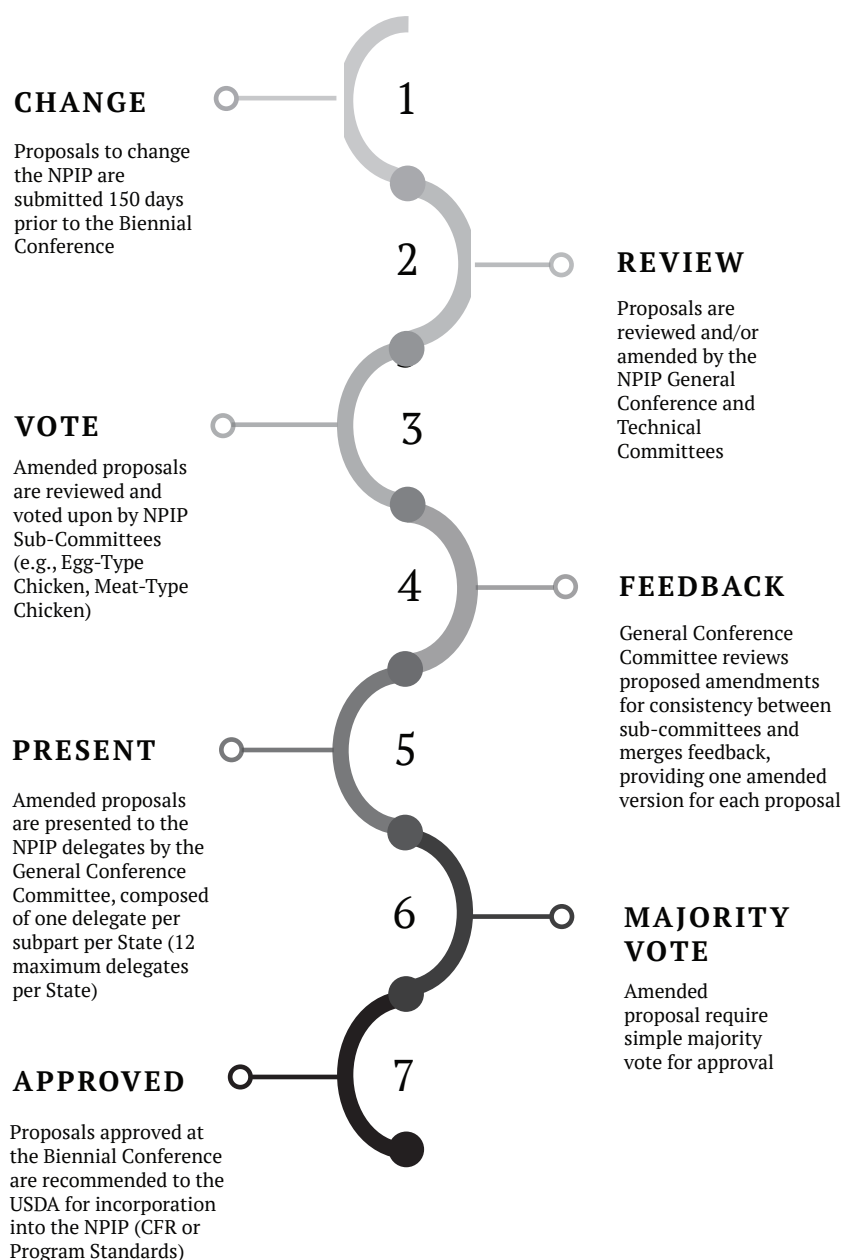 1
CHANGE
Proposals to change
the NPIP are
submitted 150 days
prior to the Biennial
Conference
2
REVIEW
Proposals are
reviewed and/or
amended by the
NPIP General
Conference and
Technical
Committees
3
VOTE
Amended proposals
are reviewed and
voted upon by NPIP
Sub-Committees
(e.g., Egg-Type
Chicken, Meat-Type
Chicken)
4
FEEDBACK
General Conference
Committee reviews
proposed amendments
for consistency between
sub-committees and
merges feedback,
providing one amended
version for each proposal
5
PRESENT
Amended proposals
are presented to the
NPIP delegates by the
General Conference
Committee, composed
of one delegate per
subpart per State (12
maximum delegates
per State)
6
MAJORITY
VOTE
Amended
proposal require
simple majority
vote for approval
7
APPROVED
Proposals approved at
the Biennial Conference
are recommended to the
USDA for incorporation
into the NPIP (CFR or
Program Standards)